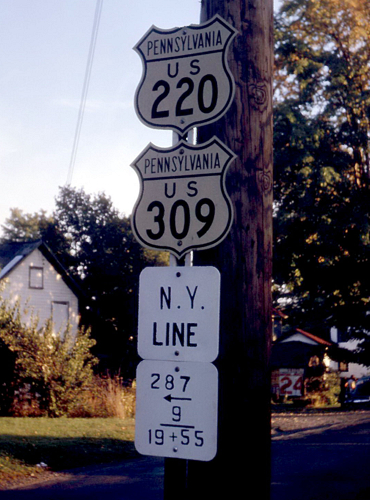 PENNSYLVANIA
US
220
PENNSYLVANIA
US
309
N.Y.
LINE
287
←
9
19+55
24